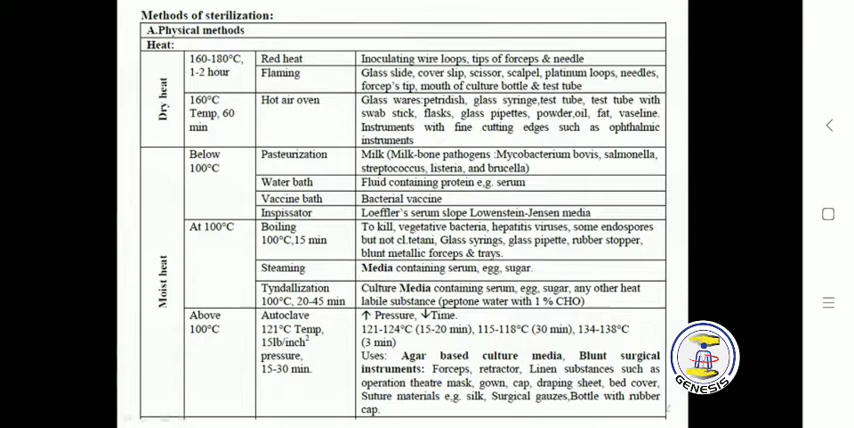 Methods of sterilization:
A.Physical methods
Heat:
Dry heat
160-180°C,
1-2 hour
Red heat
Inoculating wire loops, tips of forceps & needle
Flaming
Glass slide, cover slip, scissor, scalpel, platinum loops, needles,
forcep's tip, mouth of culture bottle & test tube
160°C
Temp, 60
min
Hot air oven
Glass wares:petridish, glass syringe,test tube, test tube with
swab stick, flasks, glass pipettes, powder,oil, fat, vaseline.
Instruments with fine cutting edges such as ophthalmic
instruments
Moist heat
Below
100°C
Pasteurization
Milk (Milk-bone pathogens :Mycobacterium bovis, salmonella,
streptococcus, listeria, and brucella)
Water bath
Fluid containing protein e,g. serum
Vaccine bath
Bacterial vaccine
Inspissator
Loeffler's serum slope Lowenstein-Jensen media
At 100°C
Boiling
100°C,15 min
To kill, vegetative bacteria, hepatitis viruses, some endospores
but not cl.tetani, Glass syrings, glass pipette, rubber stopper,
blunt metallic forceps & trays.
Steaming
Media containing serum, egg, sugar.
Tyndallization
100°C, 20-45 min
Culture Media containing serum, egg, sugar, any other heat
labile substance (peptone water with 1 % CHO)
Above
100°C
Autoclave
121°C Temp,
15lb/inch²
pressure,
15-30 min.
↑ Pressure, ↓Time.
121-124°C (15-20 min), 115-118°C (30 min), 134-138°C
(3 min)
Uses: Agar based culture media, Blunt surgical
instruments: Forceps, retractor, Linen substances such as
operation theatre mask, gown, cap, draping sheet, bed cover,
Suture materials e,g. silk, Surgical gauzes,Bottle with rubber
cap.
GENESIS